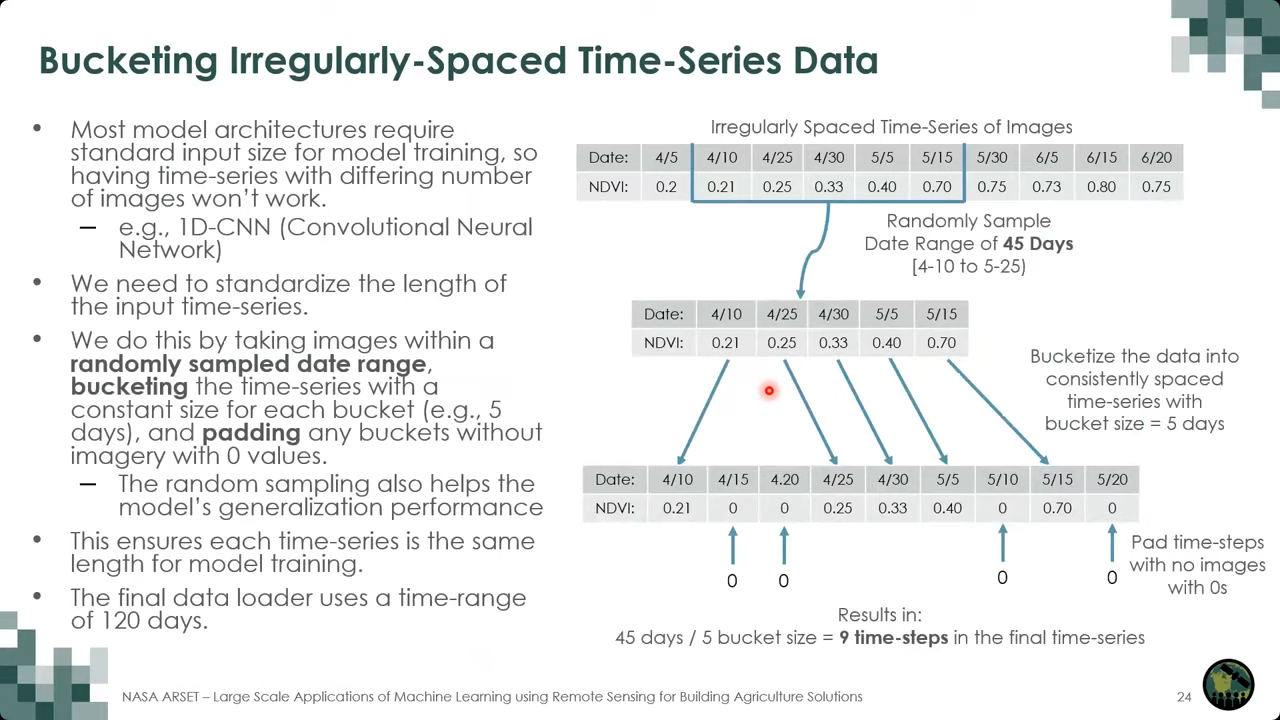 Bucketing Irregularly-Spaced Time-Series Data
• Most model architectures require
standard input size for model training, so
having time-series with differing number
of images won't work.
– e.g., 1D-CNN (Convolutional Neural
Network)
• We need to standardize the length of
the input time-series.
• We do this by taking images within a
randomly sampled date range,
bucketing the time-series with a
constant size for each bucket (e.g., 5
days), and padding any buckets without
imagery with 0 values.
– The random sampling also helps the
model's generalization performance
• This ensures each time-series is the same
length for model training.
• The final data loader uses a time-range
of 120 days.
Irregularly Spaced Time-Series of Images
Date: 4/5 4/10 4/25 4/30 5/5 5/15 5/30 6/5 6/15 6/20
NDVI: 0.2 0.21 0.25 0.33 0.40 0.70 0.75 0.73 0.80 0.75
Randomly Sample
Date Range of 45 Days
[4-10 to 5-25)
Date: 4/10 4/25 4/30 5/5 5/15
NDVI: 0.21 0.25 0.33 0.40 0.70
Bucketize the data into
consistently spaced
time-series with
bucket size = 5 days
Date: 4/10 4/15 4.20 4/25 4/30 5/5 5/10 5/15 5/20
NDVI: 0.21 0 0 0.25 0.33 0.40 0 0.70 0
0 0 0 0
Pad time-steps
with no images
with 0s
Results in:
45 days / 5 bucket size = 9 time-steps in the final time-series
NASA ARSET – Large Scale Applications of Machine Learning using Remote Sensing for Building Agriculture Solutions
24